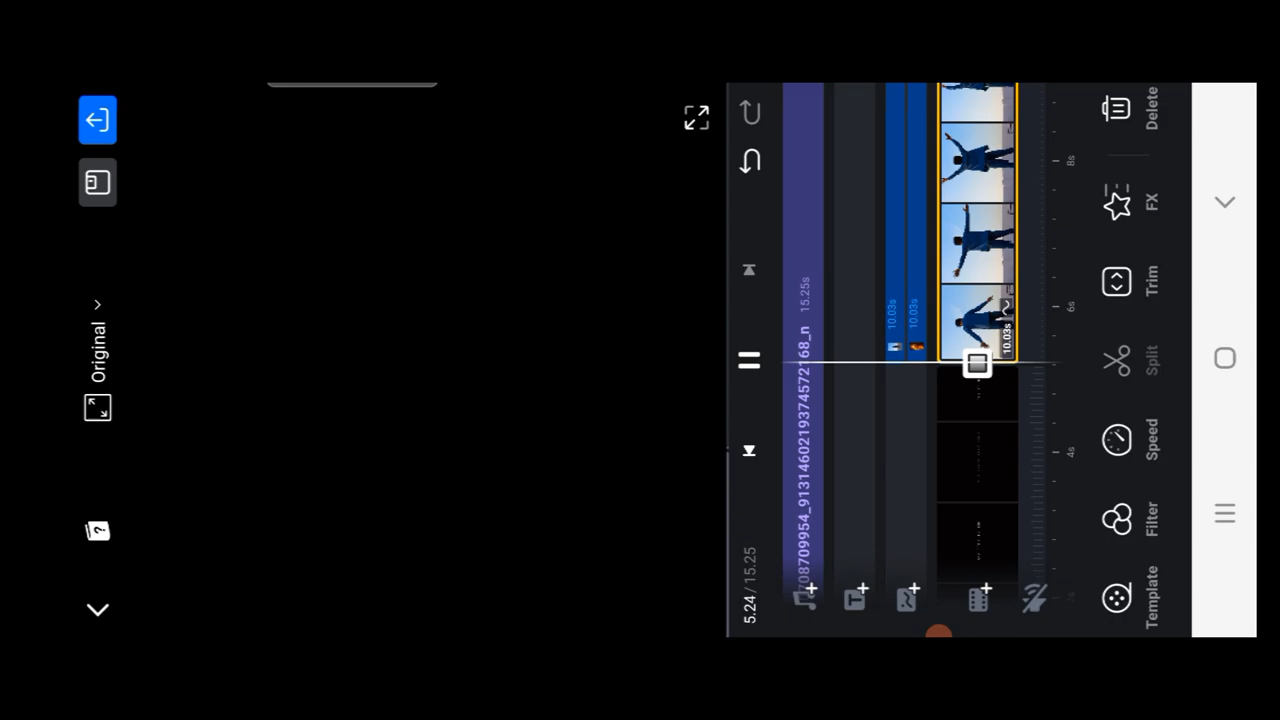 Original
5.24 / 15.25
708709954_9131460219374572168_n 15.25s
10.03s
10.03s
10.03s
4s 6s 8s
Template Filter Speed Split Trim FX Delete